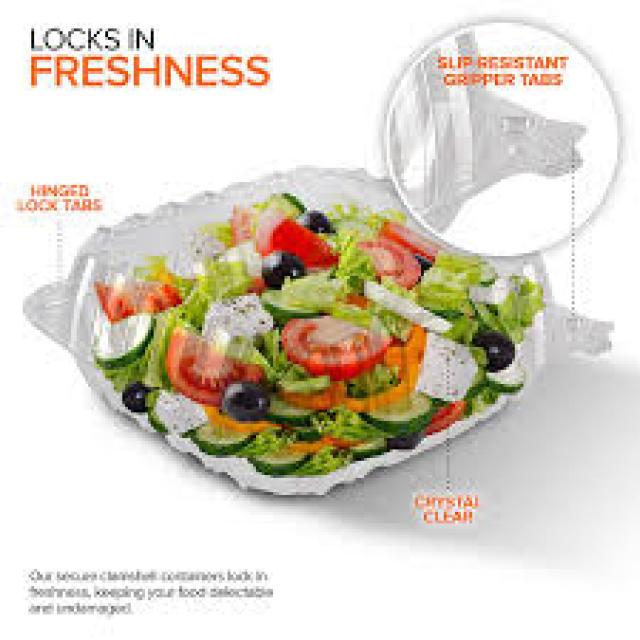 LOCKS IN
FRESHNESS
SLIP RESISTANT
GRIPPER TABS
HINGED
LOCK TABS
CRYSTAL
CLEAR
Our secure clamshell containers lock in
freshness, keeping your food delectable
and undamaged.